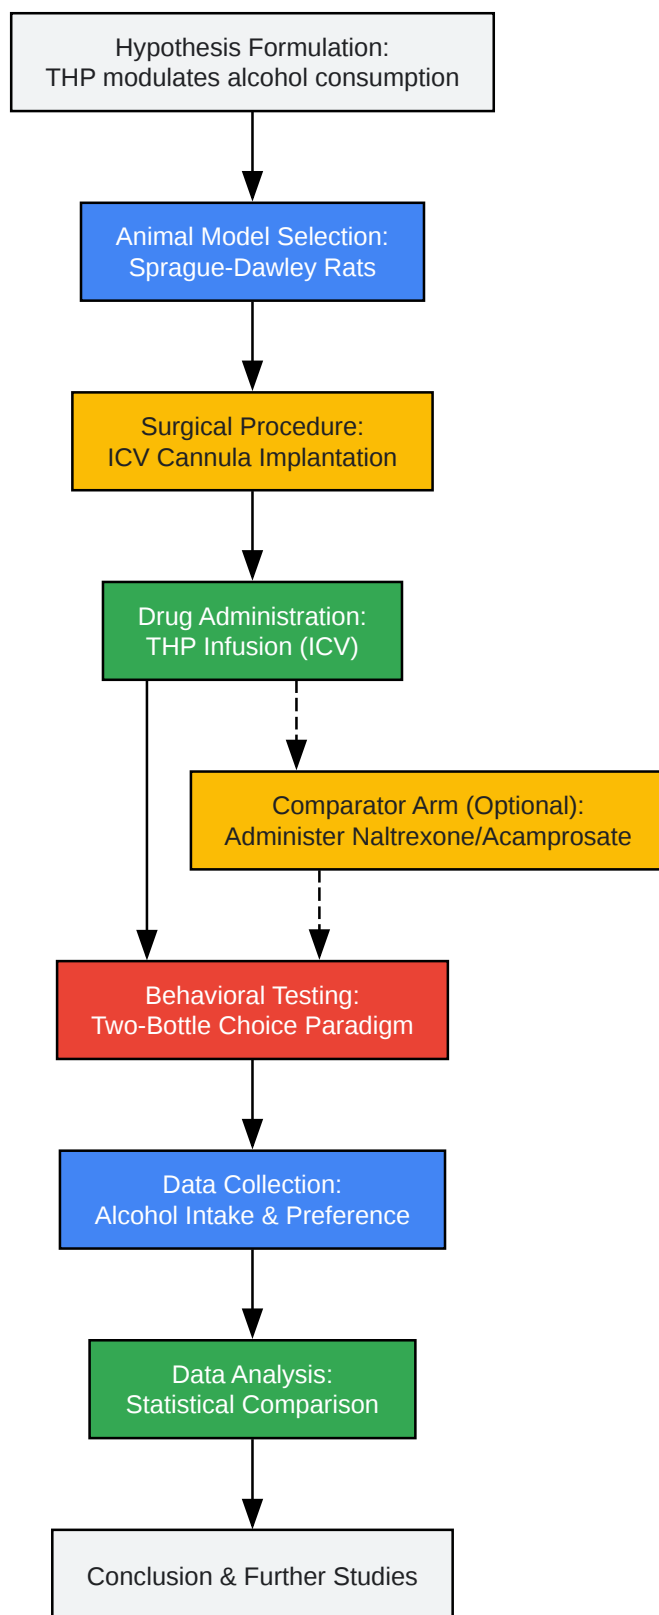 Hypothesis Formulation:
THP modulates alcohol consumption
Animal Model Selection:
Sprague-Dawley Rats
Surgical Procedure:
ICV Cannula Implantation
Drug Administration:
THP Infusion (ICV)
Comparator Arm (Optional):
Administer Naltrexone/Acamprosate
Behavioral Testing:
Two-Bottle Choice Paradigm
Data Collection:
Alcohol Intake & Preference
Data Analysis:
Statistical Comparison
Conclusion & Further Studies